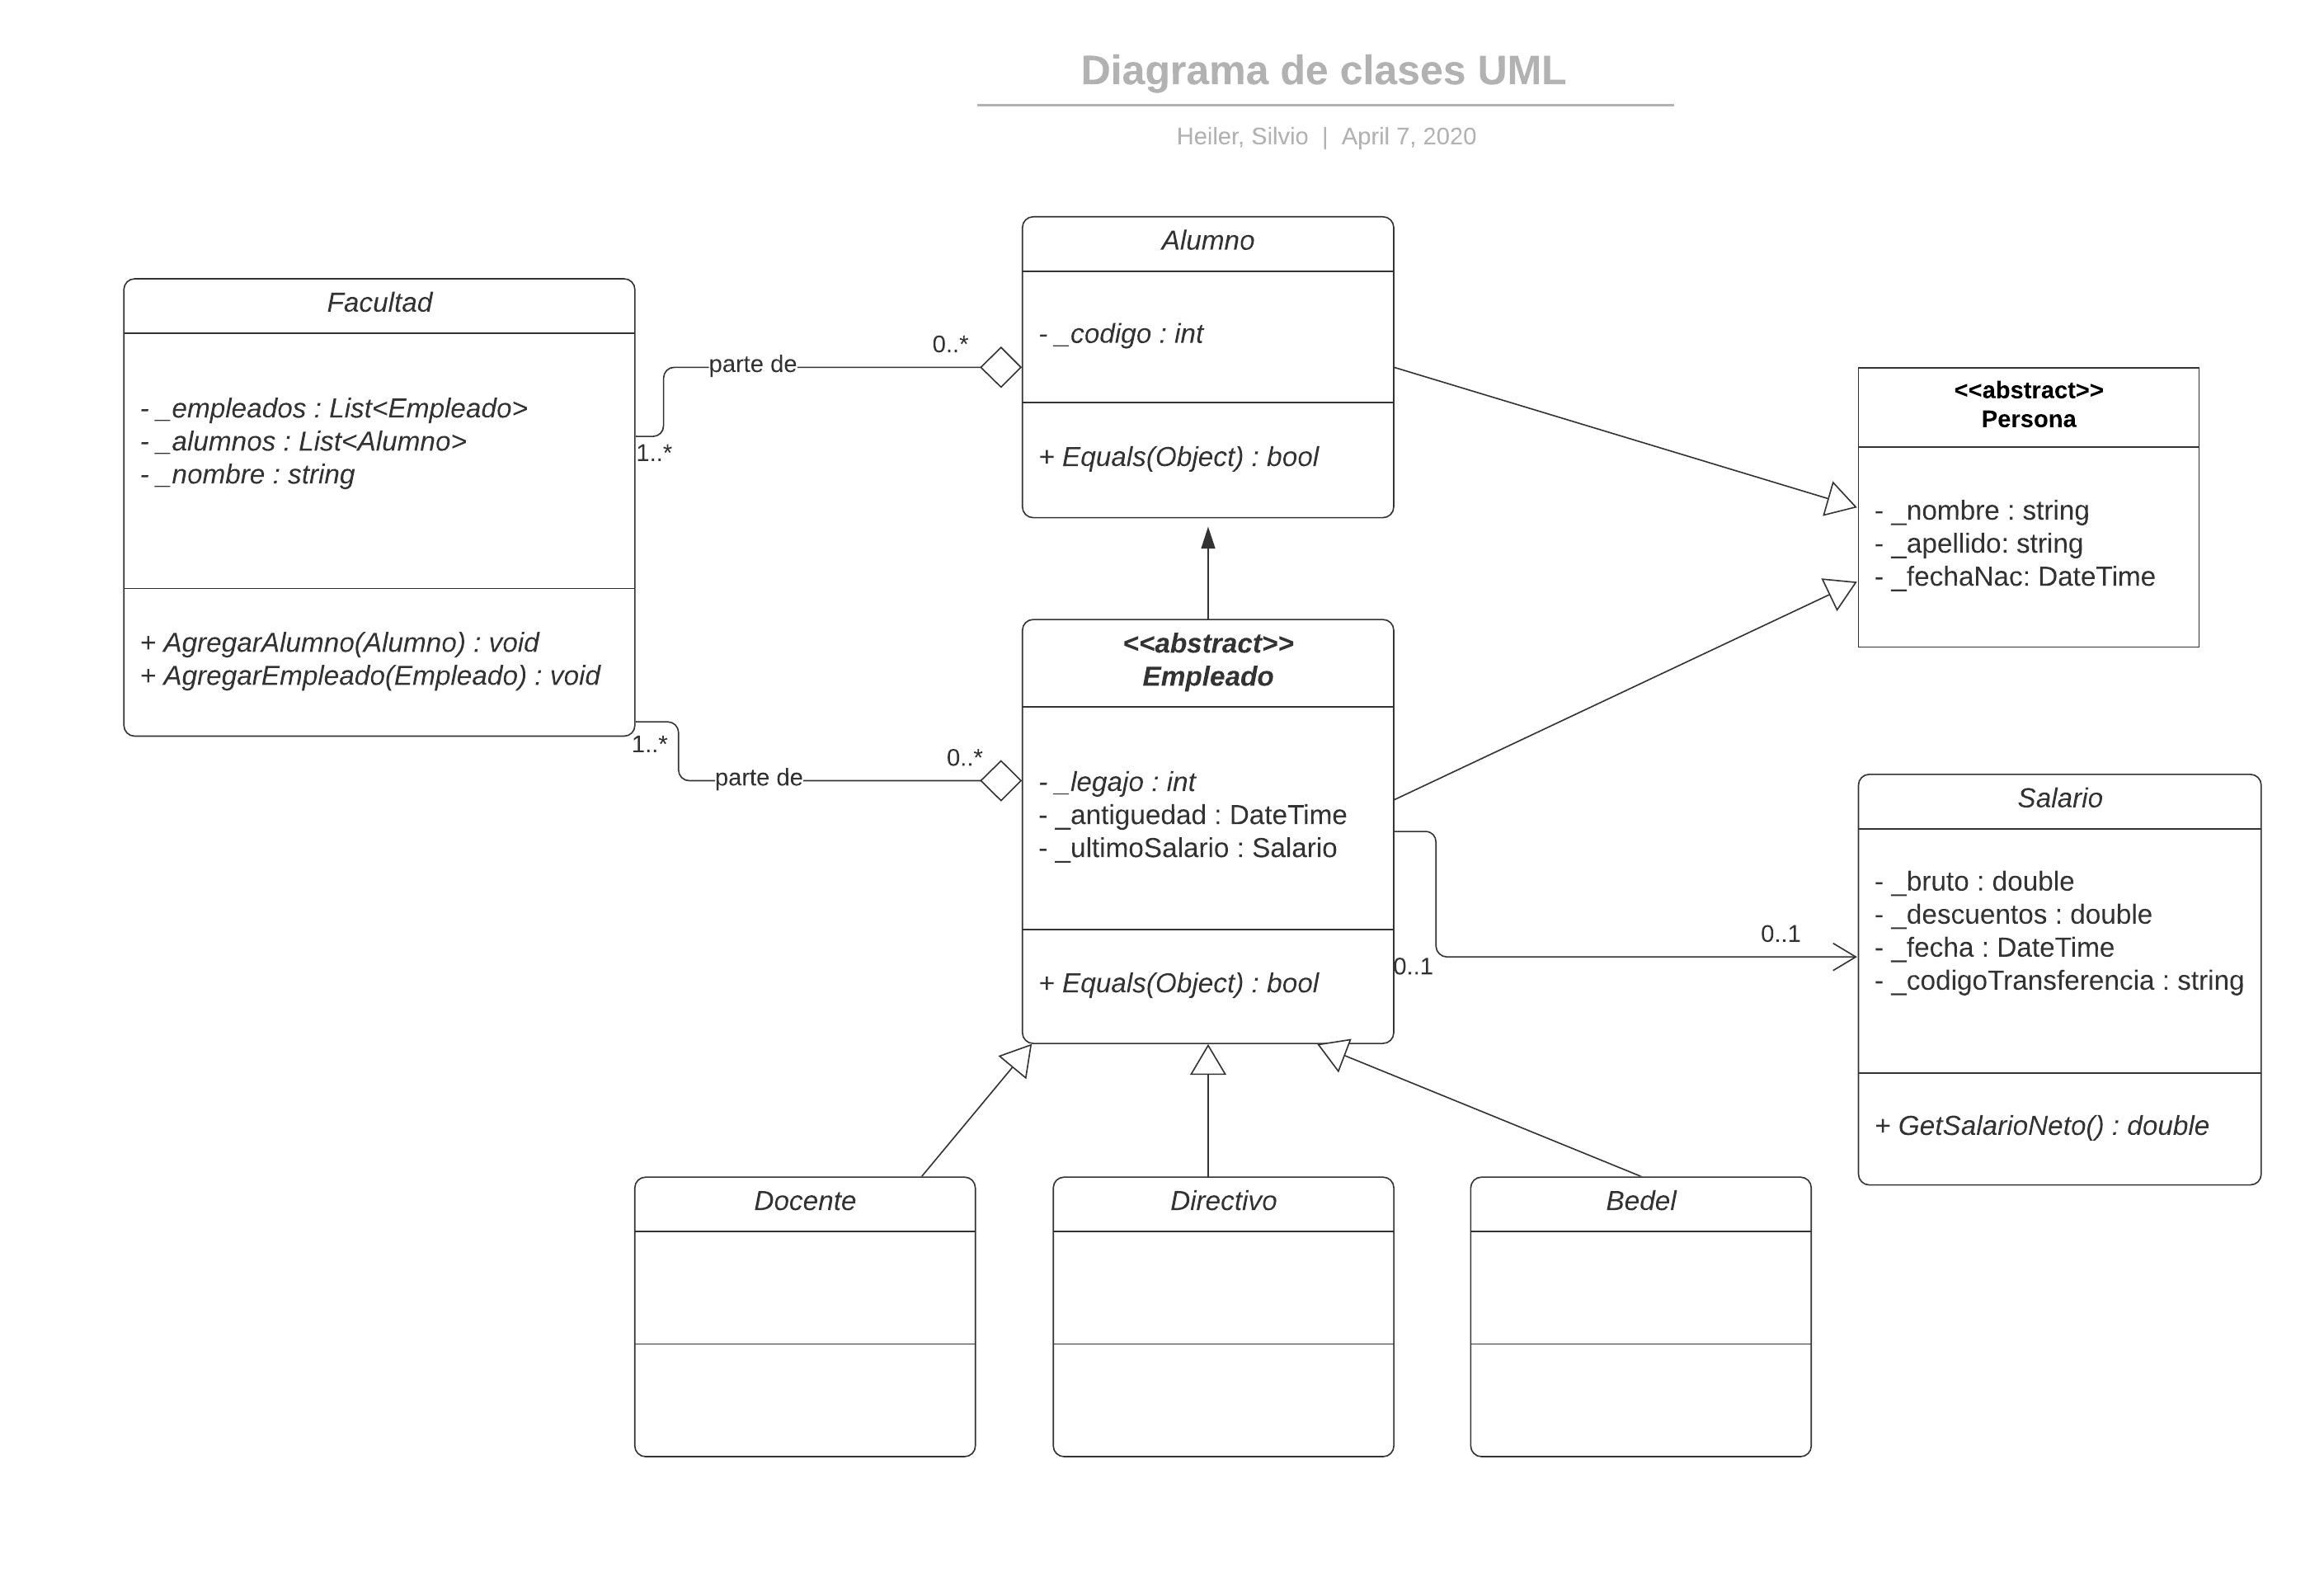 Diagrama de clases UML
Heiler, Silvio | April 7, 2020
Facultad
- _empleados : List<Empleado>
- _alumnos : List<Alumno>
- _nombre : string
+ AgregarAlumno(Alumno) : void
+ AgregarEmpleado(Empleado) : void
1..*
parte de
0..*
1..*
parte de
0..*
Alumno
- _codigo : int
+ Equals(Object) : bool
<<abstract>>
Persona
- _nombre : string
- _apellido: string
- _fechaNac: DateTime
<<abstract>>
Empleado
- _legajo : int
- _antiguedad : DateTime
- _ultimoSalario : Salario
+ Equals(Object) : bool
0..1
0..1
Salario
- _bruto : double
- _descuentos : double
- _fecha : DateTime
- _codigoTransferencia : string
+ GetSalarioNeto() : double
Docente
Directivo
Bedel